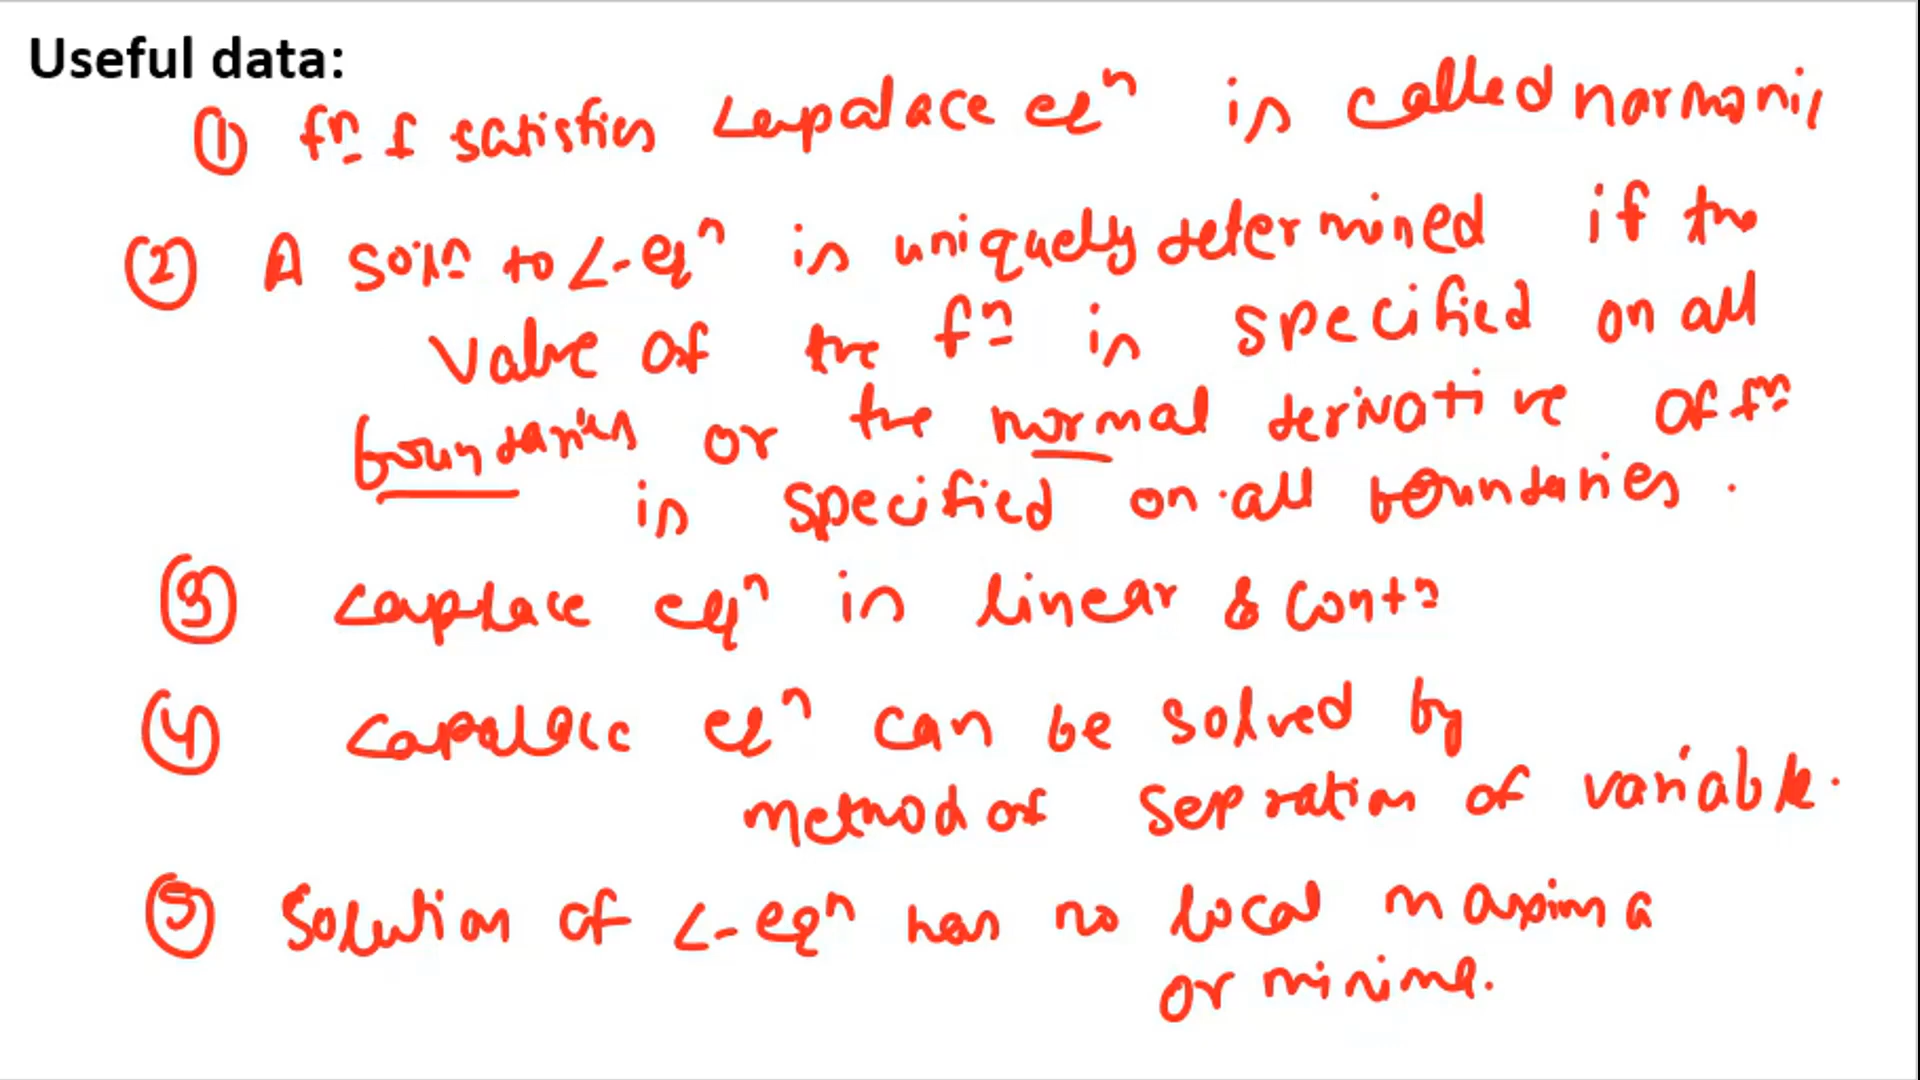 Useful data:
① fn f satisfies Lapalace eqn is called harmonic
② A soln to L-eqn is uniquely determined if the
value of the fn is specified on all
boundaries or the normal derivative of fn
is specified on all boundaries.
③ Laplace eqn is linear & contn
④ Lapalace eqn can be solved by
method of sepration of variable.
⑤ Solution of L-eqn has no local maxima
or minima.